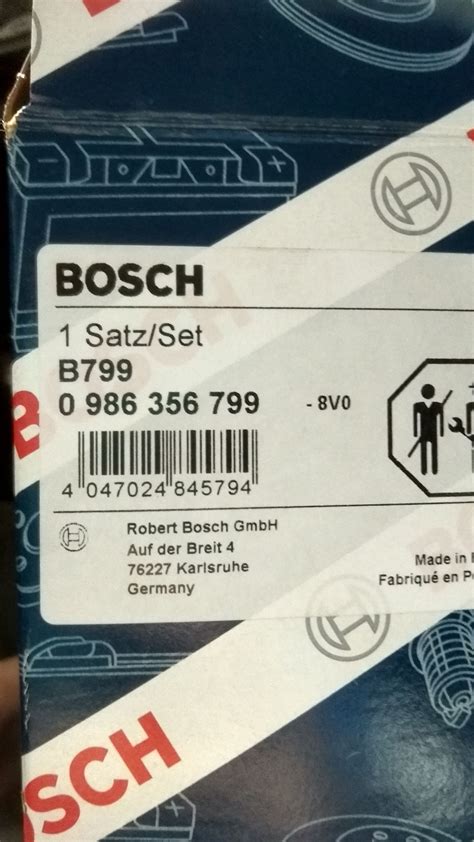 BOSCH
1 Satz/Set
B799
0 986 356 799 - 8V0
4 047024 845794
Robert Bosch GmbH
Auf der Breit 4
76227 Karlsruhe
Germany
Made in
Fabriqué en
BOSCH
OSCH